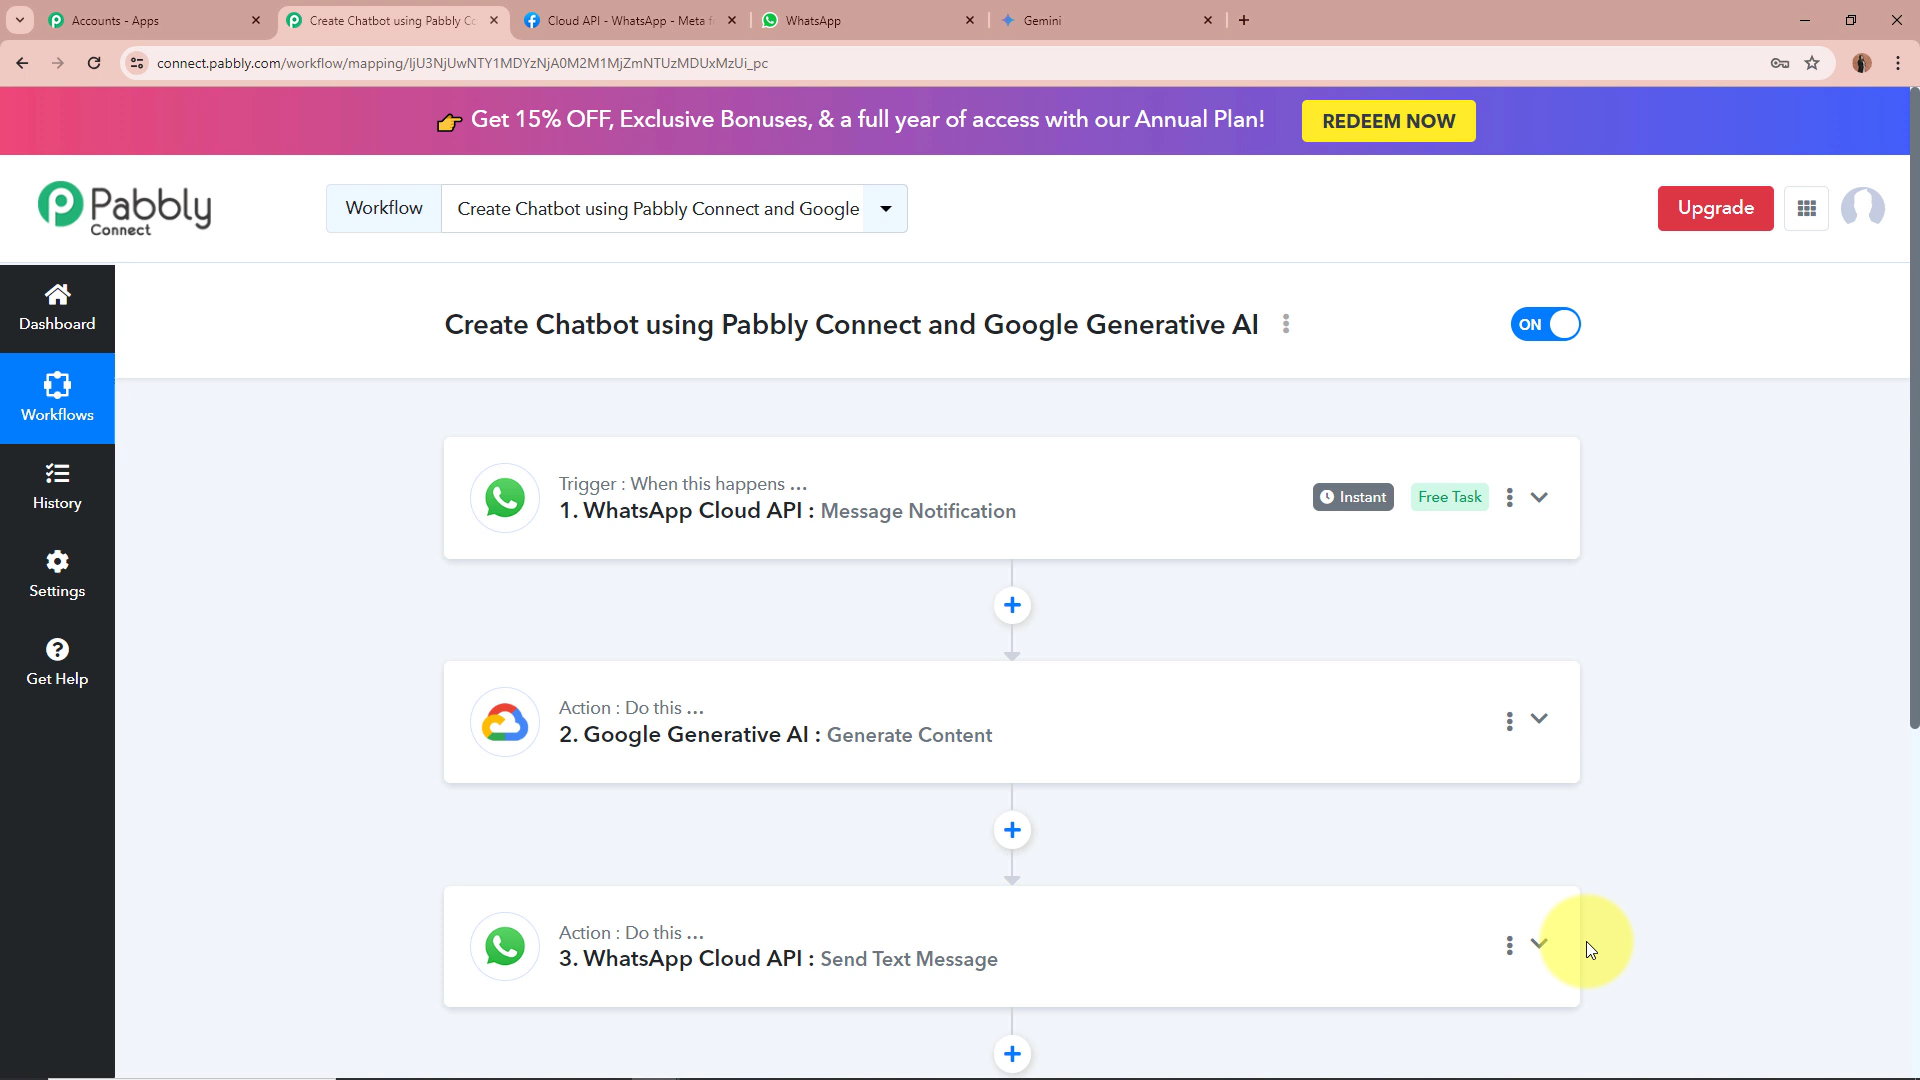 Accounts - Apps
Create Chatbot using Pabbly Co
Cloud API - WhatsApp - Meta f
WhatsApp
Gemini
connect.pabbly.com/workflow/mapping/IjU3NjUwNTY1MDYzNjA0M2M1MjZmNTUzMDUxMzUi_pc
👉 Get 15% OFF, Exclusive Bonuses, & a full year of access with our Annual Plan!
REDEEM NOW
Pabbly
Connect
Workflow
Create Chatbot using Pabbly Connect and Google
Upgrade
Dashboard
Workflows
History
Settings
Get Help
Create Chatbot using Pabbly Connect and Google Generative AI
ON
Trigger : When this happens ...
1. WhatsApp Cloud API : Message Notification
Instant
Free Task
Action : Do this ...
2. Google Generative AI : Generate Content
Action : Do this ...
3. WhatsApp Cloud API : Send Text Message